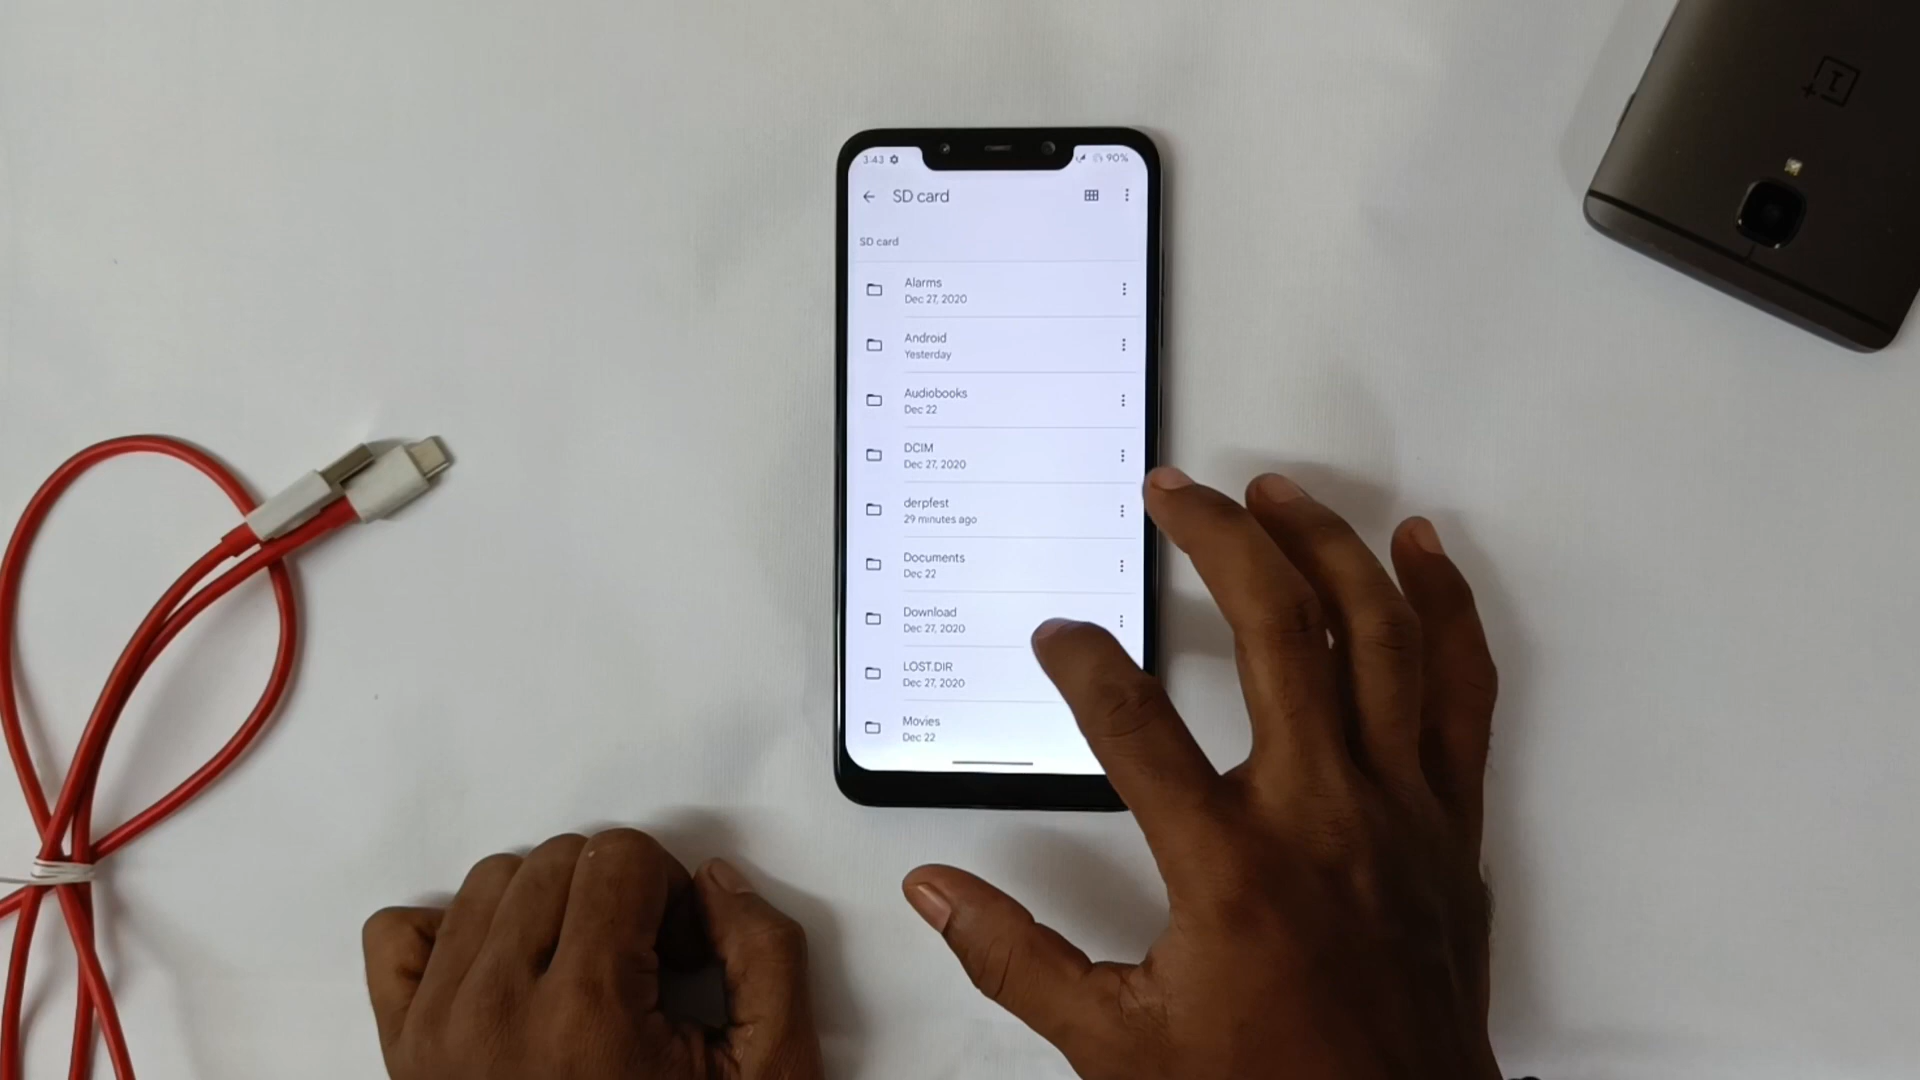 3:43
90%
SD card
SD card
Alarms
Dec 27, 2020
Android
Yesterday
Audiobooks
Dec 22
DCIM
Dec 27, 2020
derpfest
29 minutes ago
Documents
Dec 22
Download
Dec 27, 2020
LOST.DIR
Dec 27, 2020
Movies
Dec 22